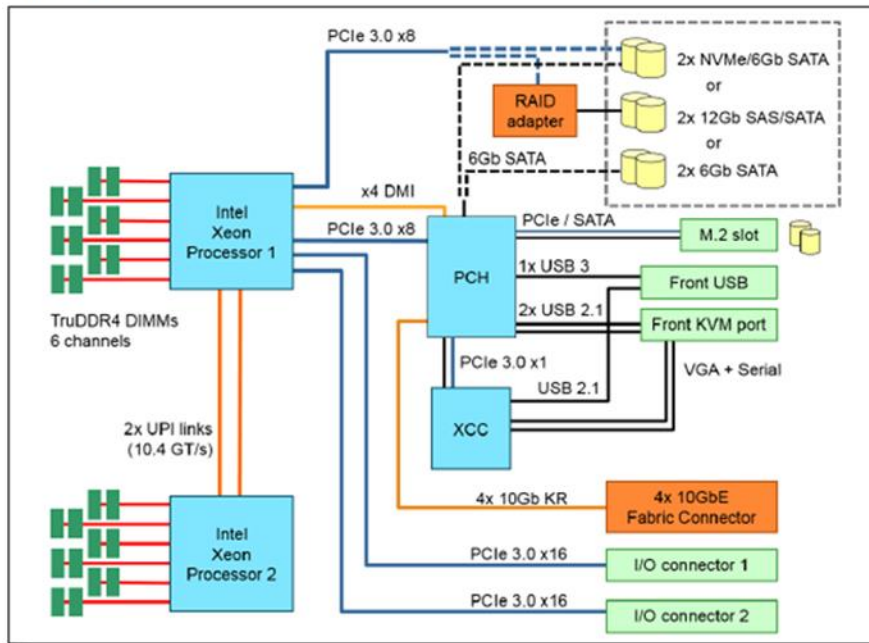 PCIe 3.0 x8
2x NVMe/6Gb SATA
or
RAID
adapter
2x 12Gb SAS/SATA
or
6Gb SATA
2x 6Gb SATA
x4 DMI
Intel
Xeon
Processor 1
PCIe 3.0 x8
PCH
PCIe / SATA
M.2 slot
1x USB 3
Front USB
2x USB 2.1
Front KVM port
TruDDR4 DIMMs
6 channels
PCIe 3.0 x1
VGA + Serial
USB 2.1
XCC
2x UPI links
(10.4 GT/s)
4x 10Gb KR
4x 10GbE
Fabric Connector
Intel
Xeon
Processor 2
PCIe 3.0 x16
I/O connector 1
PCIe 3.0 x16
I/O connector 2